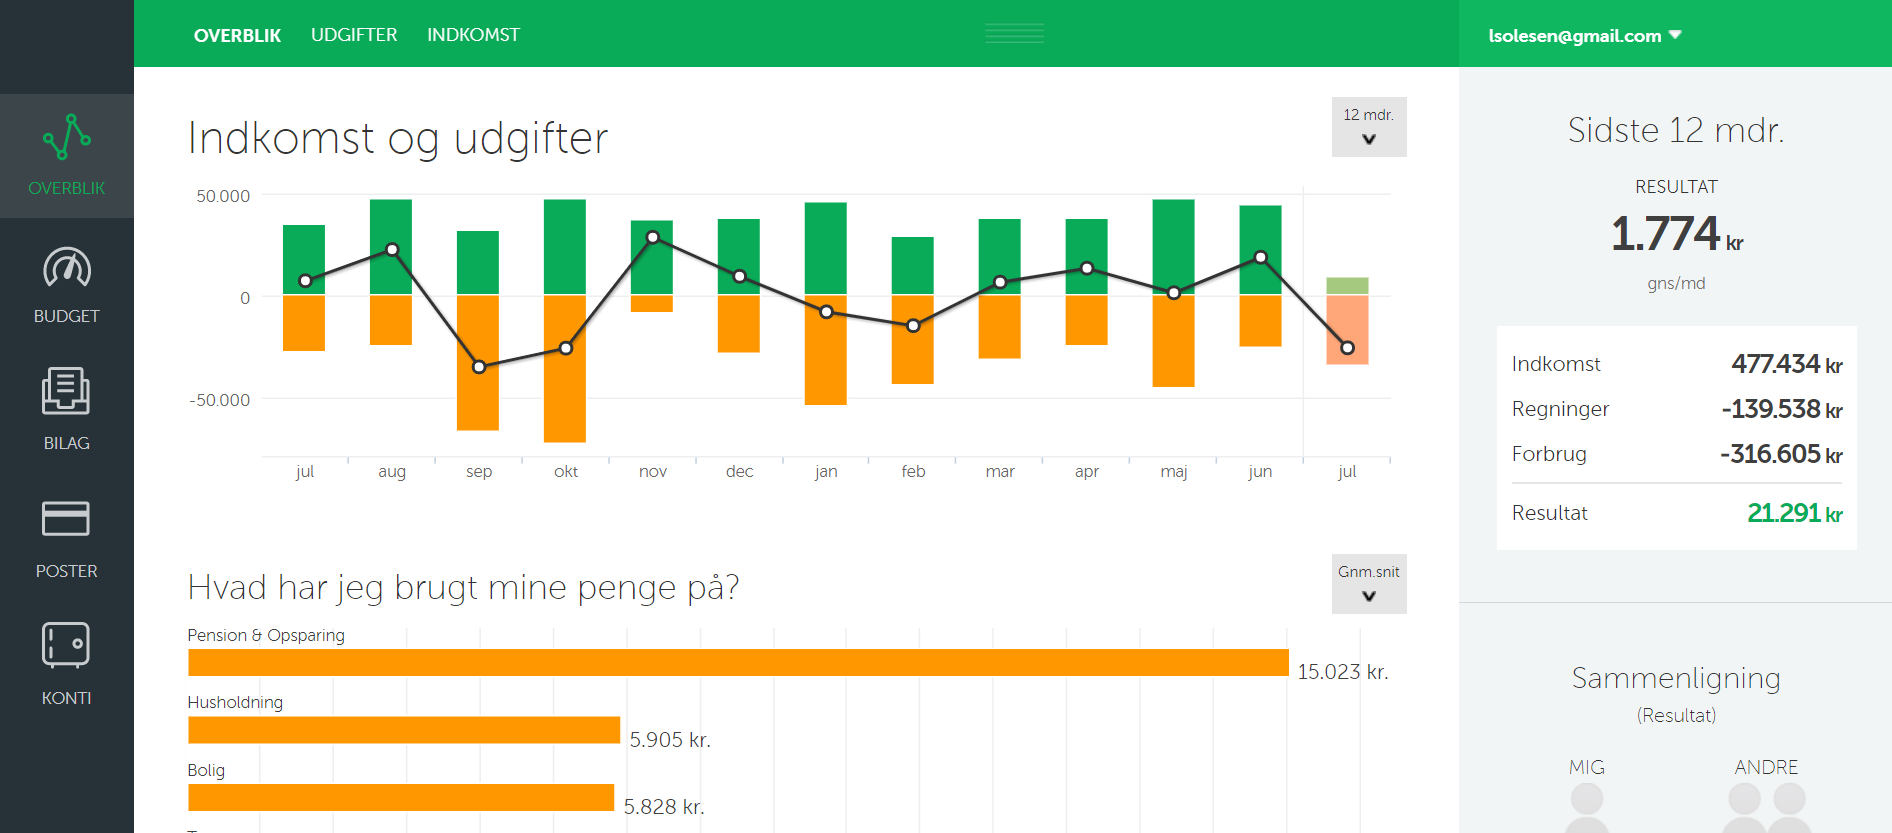 OVERBLIK UDGIFTER INDKOMST
lsolesen@gmail.com
OVERBLIK
BUDGET
BILAG
POSTER
KONTI
Indkomst og udgifter
12 mdr.
50.000
0
-50.000
jul aug sep okt nov dec jan feb mar apr maj jun jul
Hvad har jeg brugt mine penge på?
Gnm.snit
Pension & Opsparing
15.023 kr.
Husholdning
5.905 kr.
Bolig
5.828 kr.
Sidste 12 mdr.
RESULTAT
1.774 kr
gns/md
Indkomst 477.434 kr
Regninger -139.538 kr
Forbrug -316.605 kr
Resultat 21.291 kr
Sammenligning
(Resultat)
MIG ANDRE